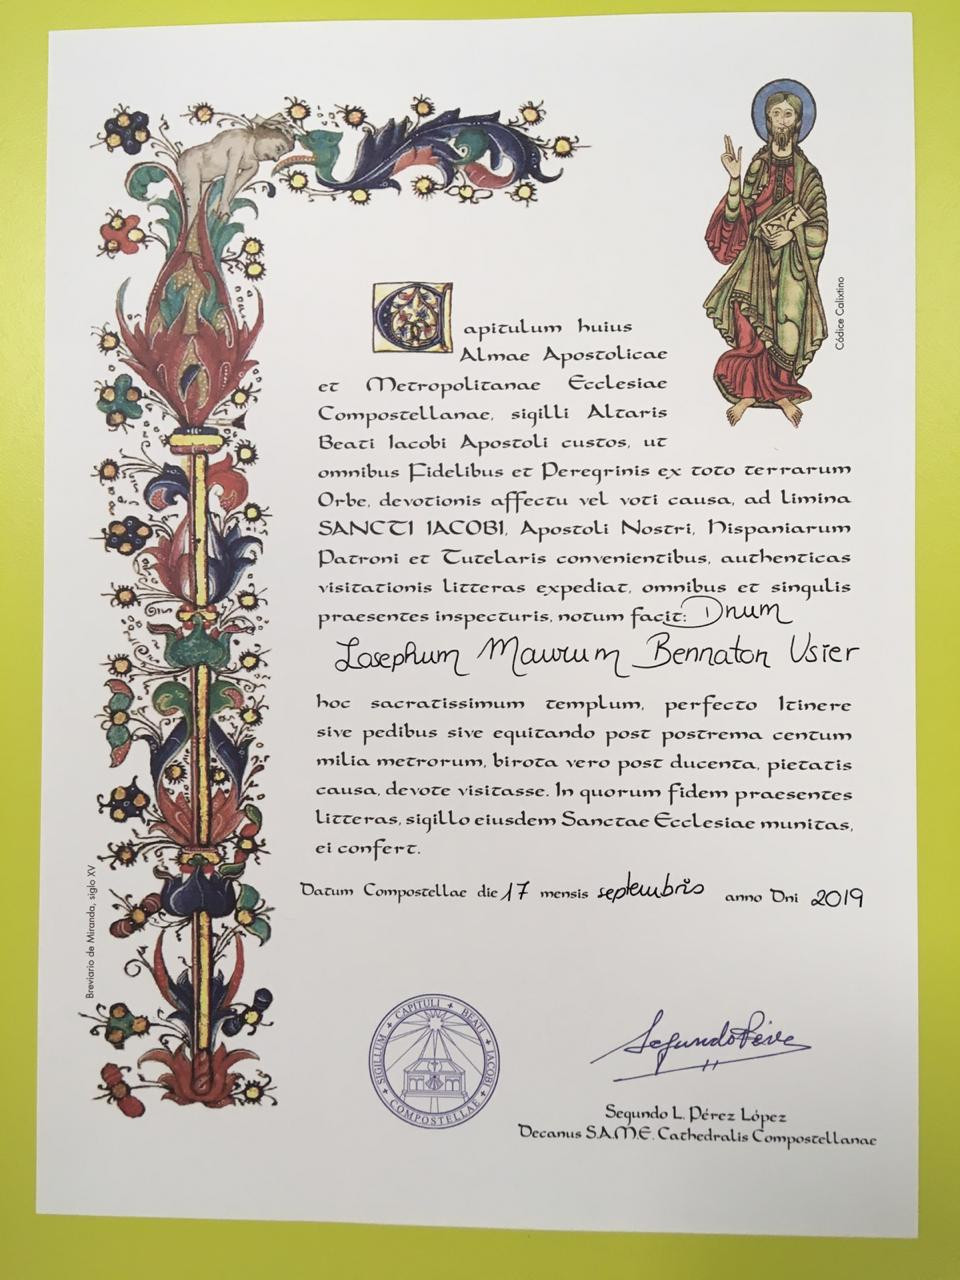 Capitulum huius
Almae Apostolicae
et Metropolitanae Ecclesiae
Compostellanae, sigilli Altaris
Beati Iacobi Apostoli custos, ut
omnibus Fidelibus et Peregrinis ex toto terrarum
Orbe, devotionis affectu vel voti causa, ad limina
SANCTI IACOBI, Apostoli Nostri, Hispaniarum
Patroni et Tutelaris convenientibus, authenticas
visitationis litteras expediat, omnibus et singulis
praesentes inspecturis, notum facit: Dnum
Iosephum Maurum Bennaton Usier
hoc sacratissimum templum, perfecto Itinere
sive pedibus sive equitando post postrema centum
milia metrorum, birota vero post ducenta, pietatis
causa, devote visitasse. In quorum fidem praesentes
litteras, sigillo eiusdem Sanctae Ecclesiae munitas,
ei confert.
Datum Compostellae die 17 mensis septembris anno Dni 2019
Códice Calixtino
Breviario de Miranda, siglo XV
SIGILLUM + CAPITULI + BEATI + IACOBI + COMPOSTELLAE +
Segundo Pérez
Segundo L. Pérez López
Decanus S.A.M.E. Cathedralis Compostellanae